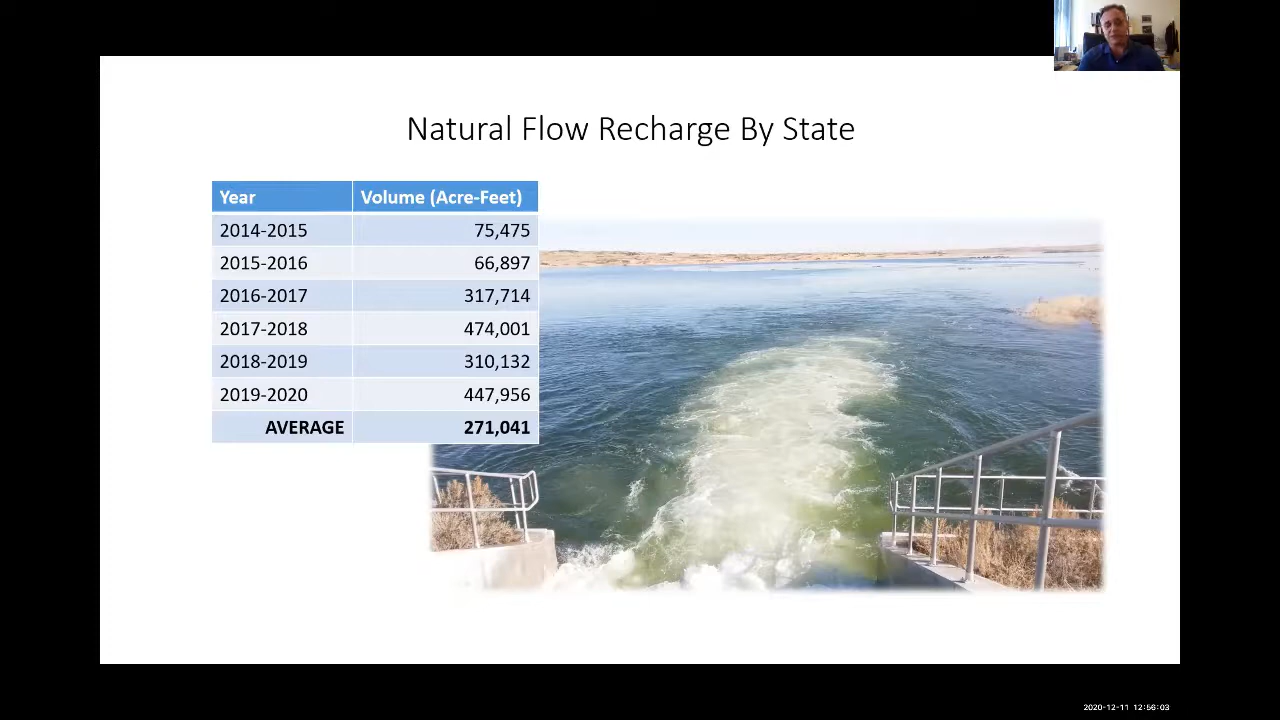 Natural Flow Recharge By State
Year Volume (Acre-Feet)
2014-2015 75,475
2015-2016 66,897
2016-2017 317,714
2017-2018 474,001
2018-2019 310,132
2019-2020 447,956
AVERAGE 271,041
2020-12-11 12:56:03